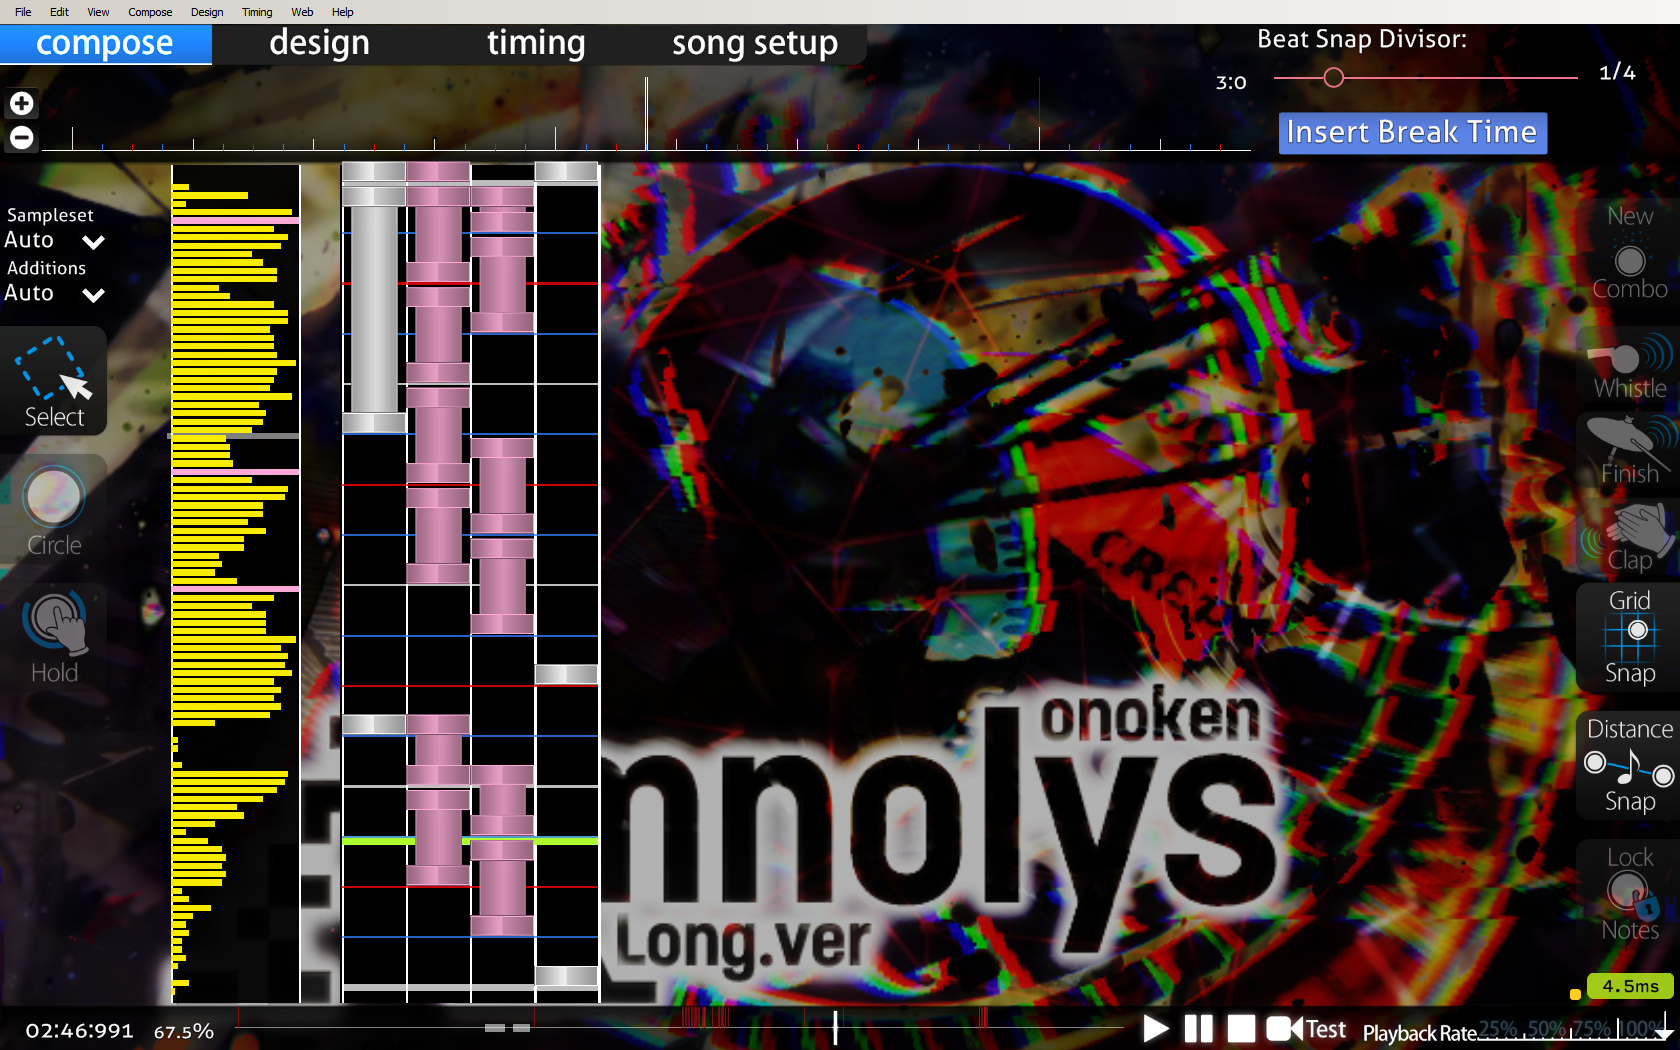 File Edit View Compose Design Timing Web Help
compose design timing song setup
Beat Snap Divisor:
3:0 1/4
Insert Break Time
Sampleset
Auto
Additions
Auto
Select
Circle
Hold
New
Combo
Whistle
Finish
Clap
Grid
Snap
Distance
Snap
Lock
Notes
onoken
nnolys
Long.ver
4.5ms
02:46:991 67.5%
Test Playback Rate 25% 50% 75% 100%